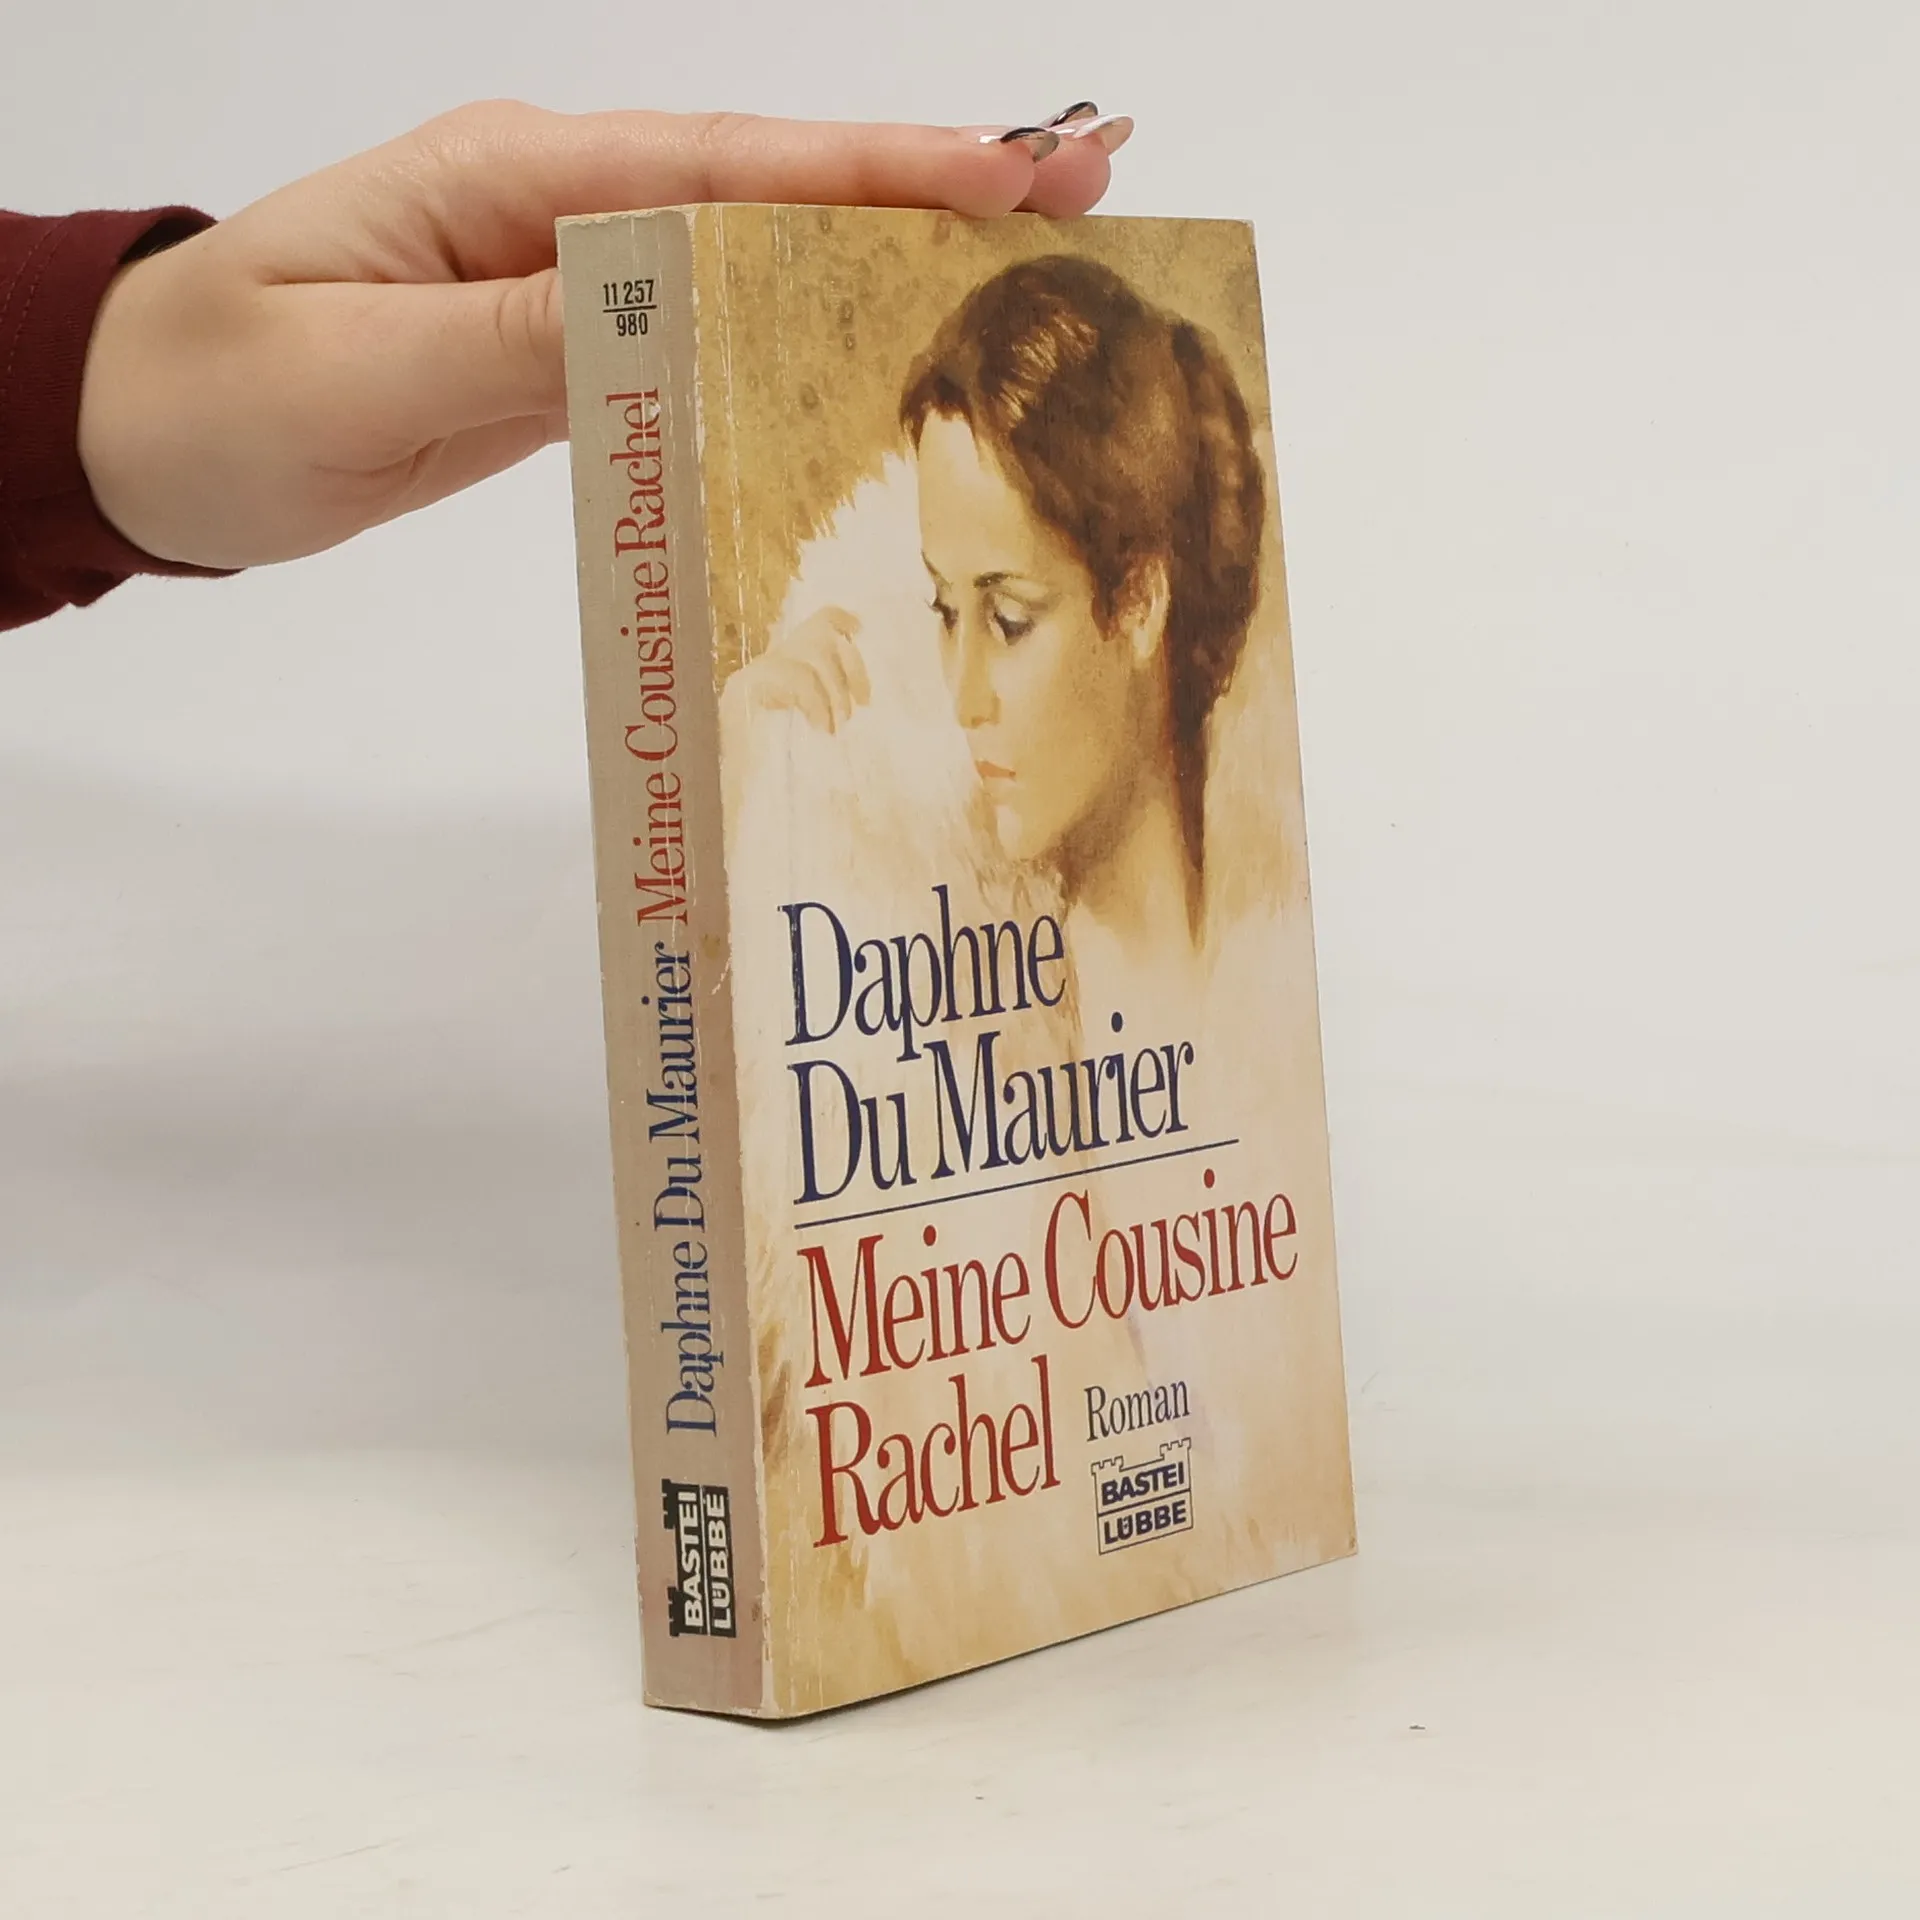 11 257
980
Daphne Du Maurier Meine Cousine Rachel
BASTEI
LÜBBE
Daphne
Du Maurier
Meine Cousine
Rachel
Roman
BASTEI
LÜBBE